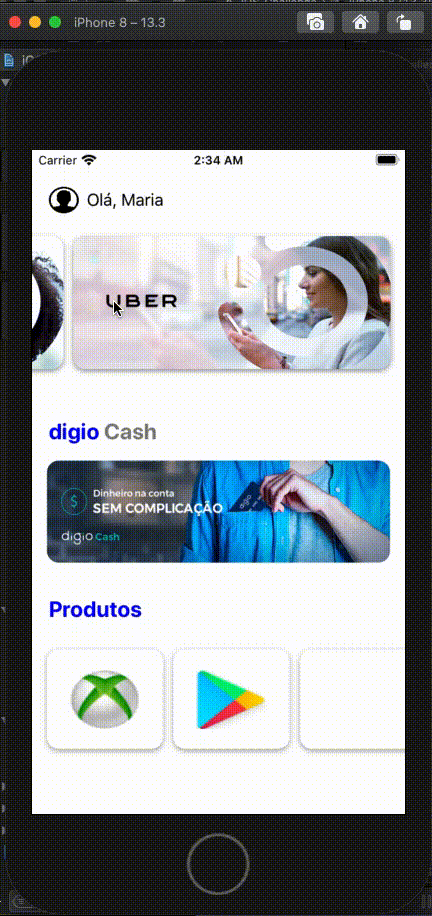 iPhone 8 – 13.3
Carrier
2:34 AM
Olá, Maria
UBER
digio Cash
Dinheiro na conta
SEM COMPLICAÇÃO
digio Cash
Produtos